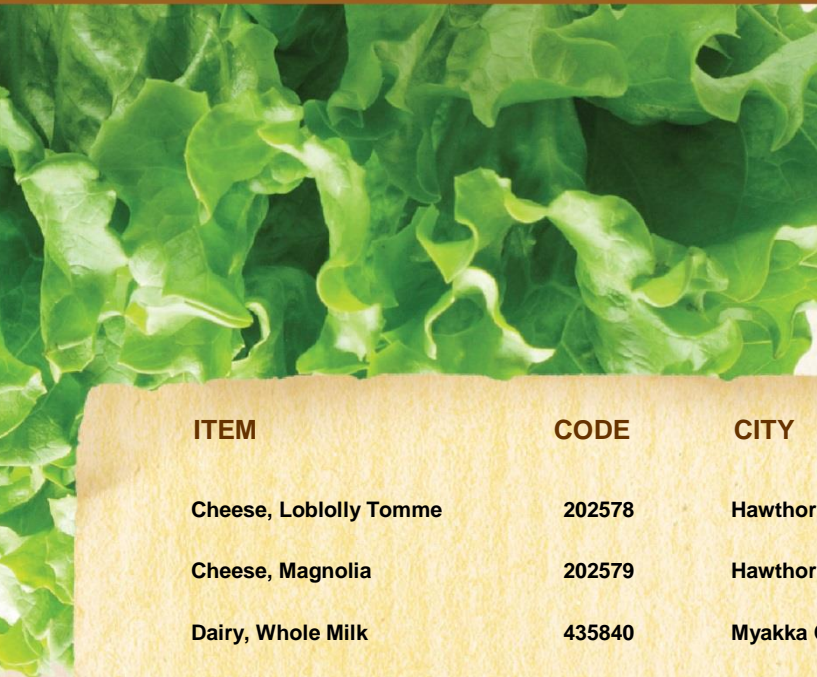 ITEM CODE CITY
Cheese, Loblolly Tomme 202578 Hawthor
Cheese, Magnolia 202579 Hawthor
Dairy, Whole Milk 435840 Myakka